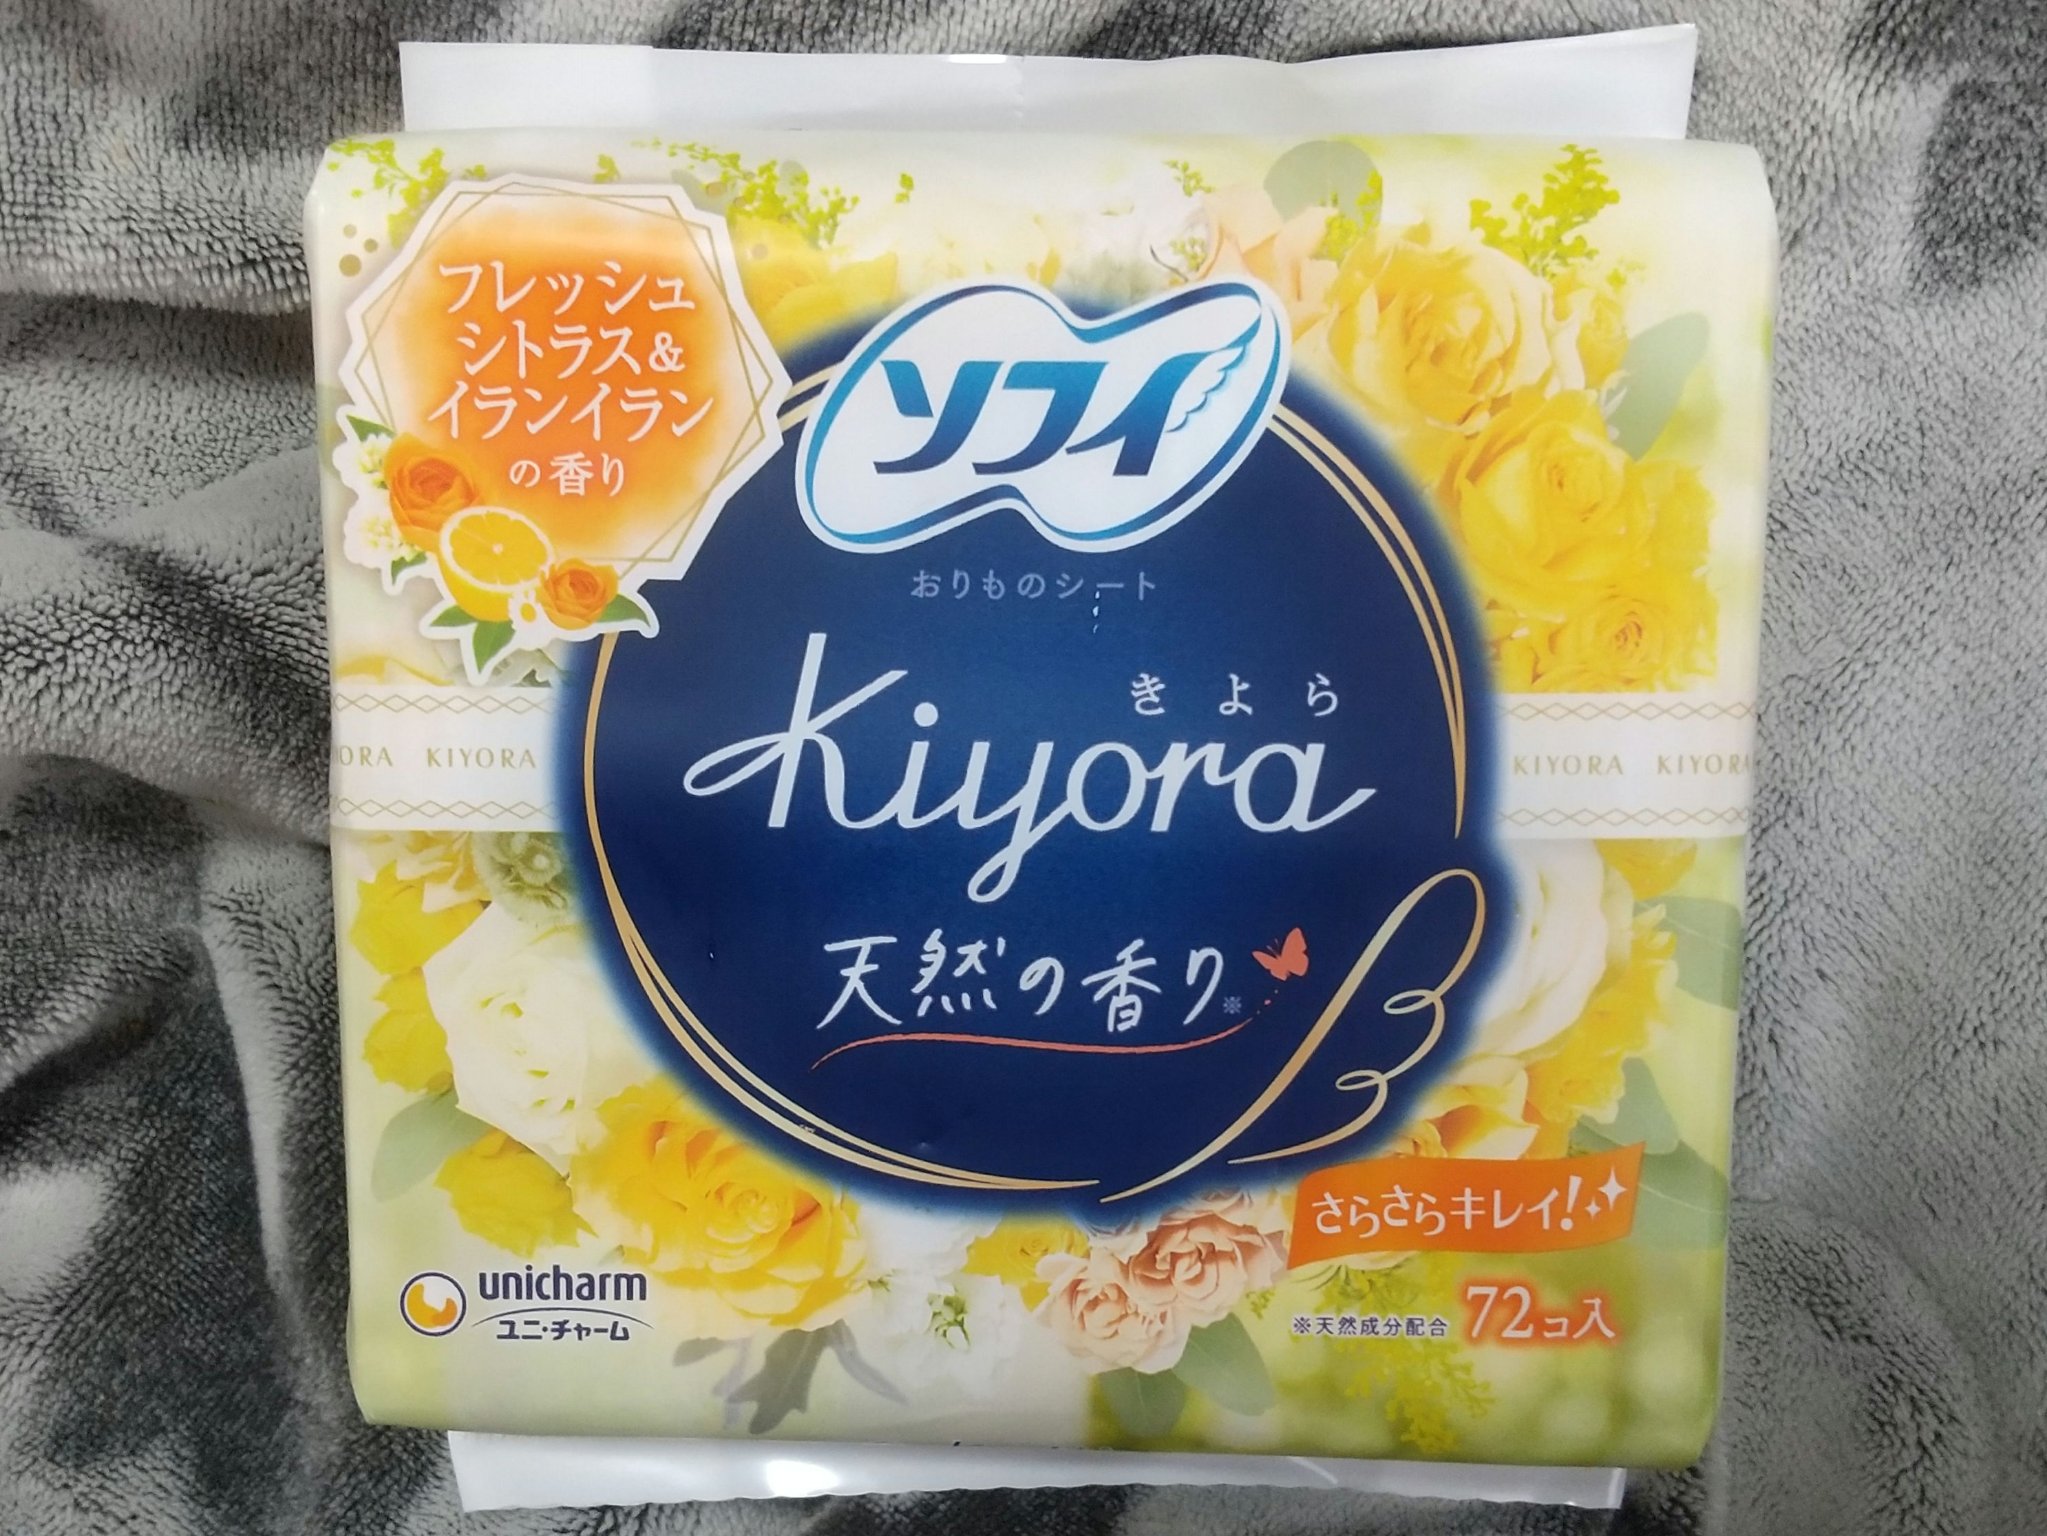 フレッシュ
シトラス&
イランイラン
の香り
ソフィ
おりものシート
きよら
Kiyora
ORA KIYORA
KIYORA KIYORA
天然の香り※
さらさらキレイ!
unicharm
ユニ・チャーム
※天然成分配合 72コ入